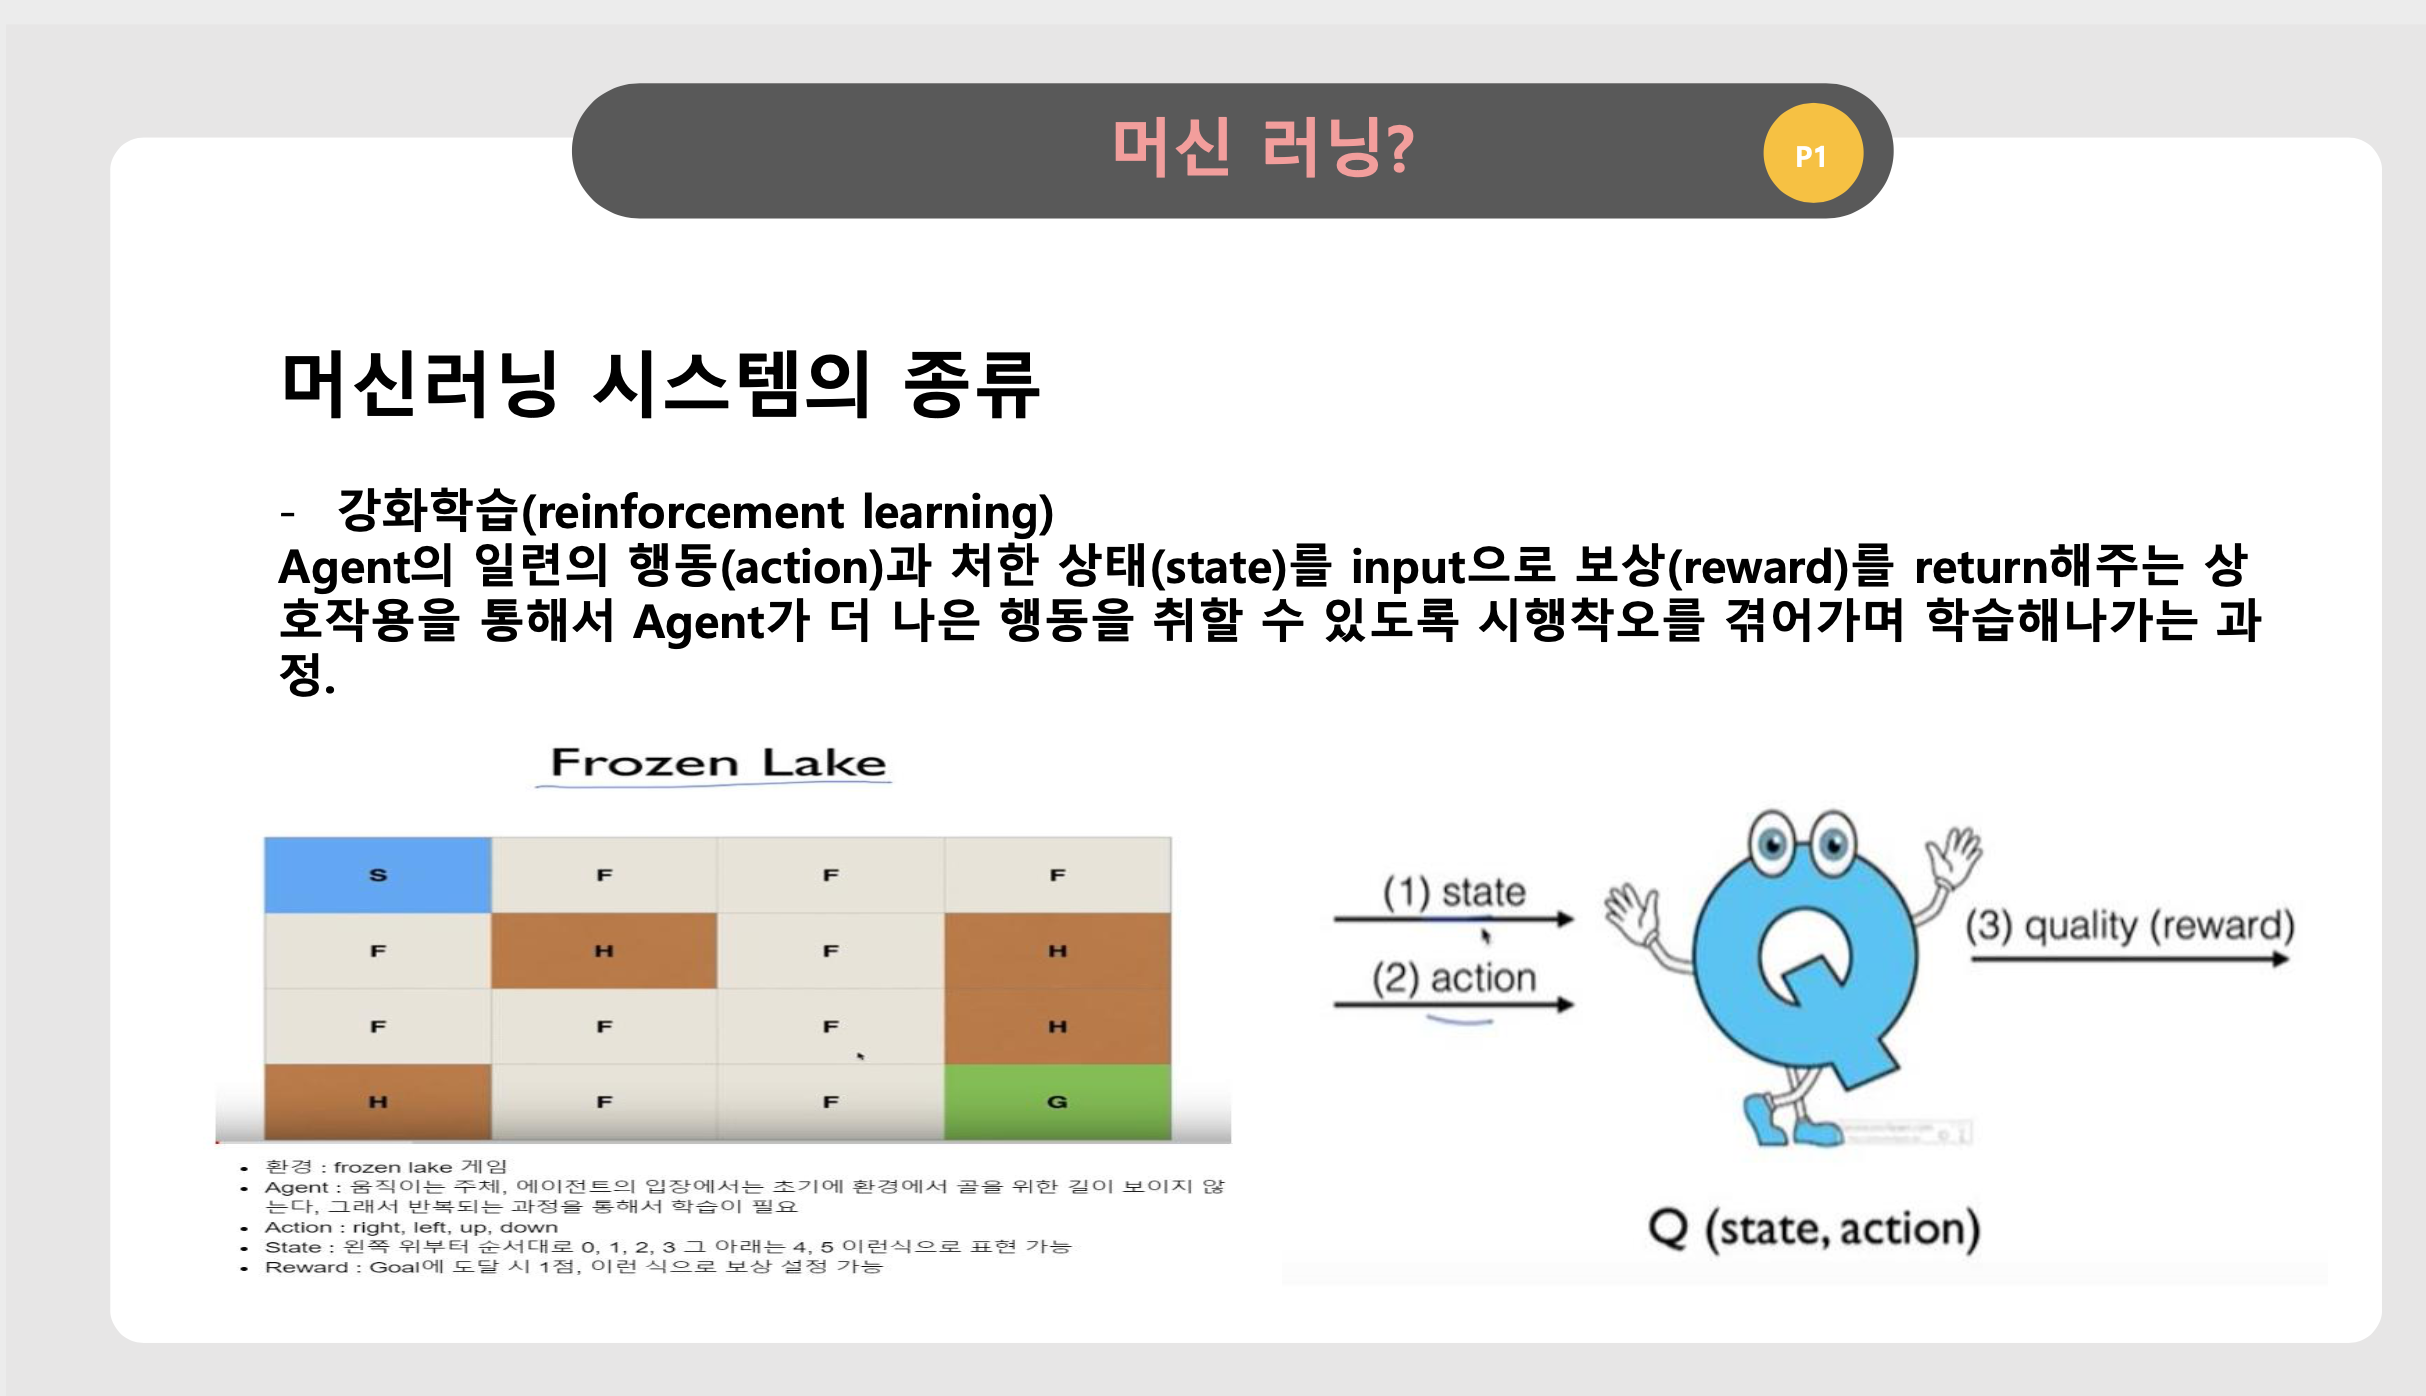 머신 러닝?
P1
머신러닝 시스템의 종류
- 강화학습(reinforcement learning)
Agent의 일련의 행동(action)과 처한 상태(state)를 input으로 보상(reward)를 return해주는 상
호작용을 통해서 Agent가 더 나은 행동을 취할 수 있도록 시행착오를 겪어가며 학습해나가는 과
정.
Frozen Lake
S F F F
F H F H
F F F H
H F F G
• 환경 : frozen lake 게임
• Agent : 움직이는 주체, 에이전트의 입장에서는 초기에 환경에서 골을 위한 길이 보이지 않
는다, 그래서 반복되는 과정을 통해서 학습이 필요
• Action : right, left, up, down
• State : 왼쪽 위부터 순서대로 0, 1, 2, 3 그 아래는 4, 5 이런식으로 표현 가능
• Reward : Goal에 도달 시 1점, 이런 식으로 보상 설정 가능
(1) state
(2) action
Q
(3) quality (reward)
Q (state, action)